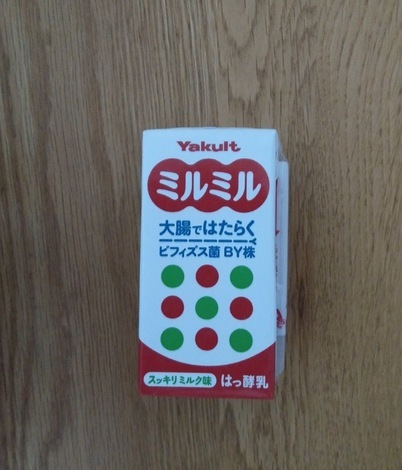 Yakult
ミルミル
大腸ではたらく
ビフィズス菌 BY株
スッキリミルク味 はっ酵乳